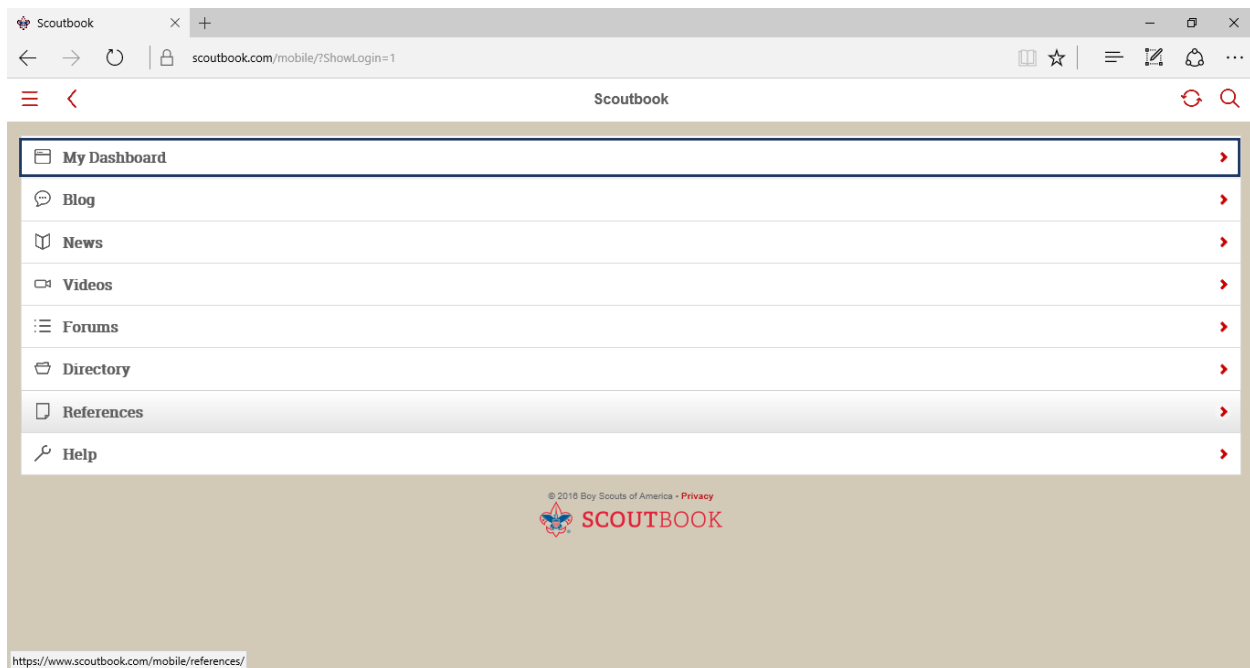 Scoutbook
scoutbook.com/mobile/?ShowLogin=1
Scoutbook
My Dashboard
Blog
News
Videos
Forums
Directory
References
Help
© 2016 Boy Scouts of America - Privacy
SCOUTBOOK
https://www.scoutbook.com/mobile/references/